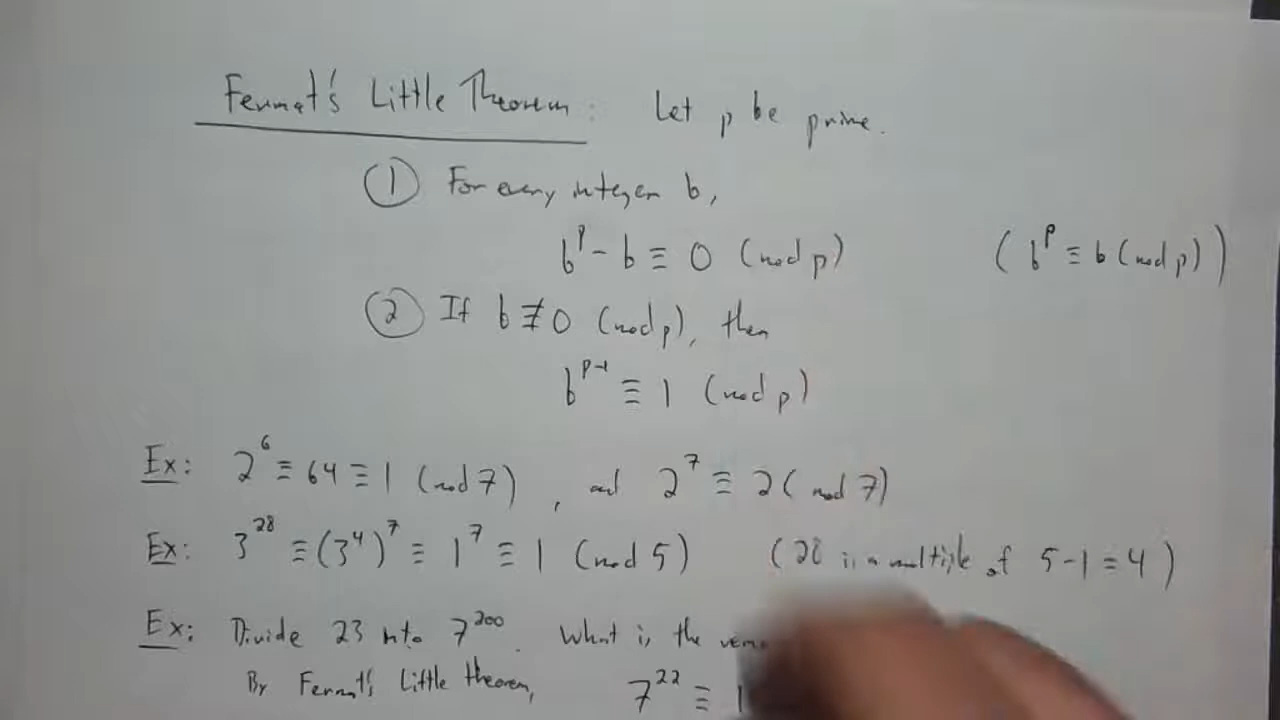 Fermat's Little Theorem: Let p be prime.
① For every integer b,
b^p - b ≡ 0 (mod p) (b^p ≡ b (mod p))
② If b ≢ 0 (mod p), then
b^{p-1} ≡ 1 (mod p)
Ex: 2^6 ≡ 64 ≡ 1 (mod 7), and 2^7 ≡ 2 (mod 7)
Ex: 3^{28} ≡ (3^4)^7 ≡ 1^7 ≡ 1 (mod 5) (28 is a multiple of 5-1=4)
Ex: Divide 23 into 7^{200}. What is the
By Fermat's Little theorem, 7^{22} ≡ 1